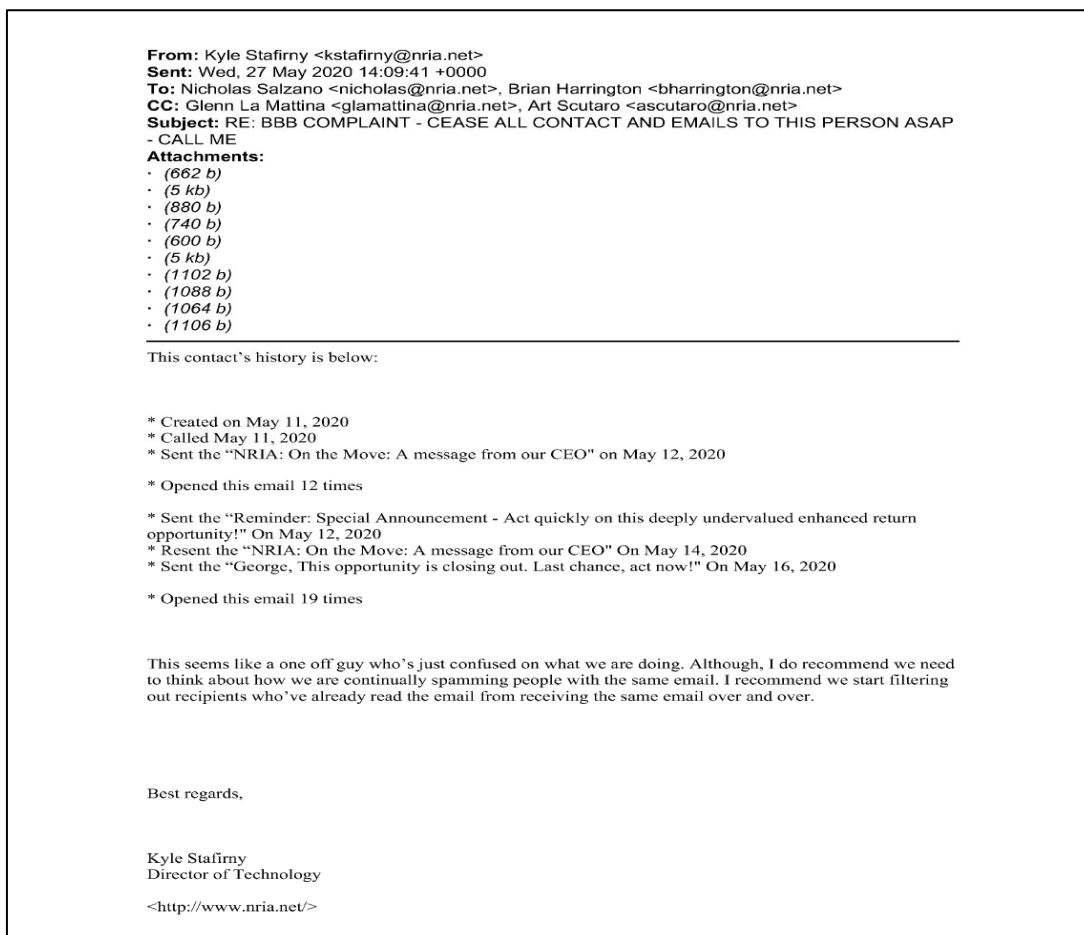 From: Kyle Stafirny <kstafirny@nria.net>
Sent: Wed, 27 May 2020 14:09:41 +0000
To: Nicholas Salzano <nicholas@nria.net>, Brian Harrington <bharrington@nria.net>
CC: Glenn La Mattina <glamattina@nria.net>, Art Scutaro <ascutaro@nria.net>
Subject: RE: BBB COMPLAINT - CEASE ALL CONTACT AND EMAILS TO THIS PERSON ASAP
- CALL ME
Attachments:
· (662 b)
· (5 kb)
· (880 b)
· (740 b)
· (600 b)
· (5 kb)
· (1102 b)
· (1088 b)
· (1064 b)
· (1106 b)
This contact’s history is below:
* Created on May 11, 2020
* Called May 11, 2020
* Sent the “NRIA: On the Move: A message from our CEO" on May 12, 2020
* Opened this email 12 times
* Sent the “Reminder: Special Announcement - Act quickly on this deeply undervalued enhanced return
opportunity!" On May 12, 2020
* Resent the “NRIA: On the Move: A message from our CEO" On May 14, 2020
* Sent the “George, This opportunity is closing out. Last chance, act now!" On May 16, 2020
* Opened this email 19 times
This seems like a one off guy who’s just confused on what we are doing. Although, I do recommend we need
to think about how we are continually spamming people with the same email. I recommend we start filtering
out recipients who’ve already read the email from receiving the same email over and over.
Best regards,
Kyle Stafirny
Director of Technology
<http://www.nria.net/>